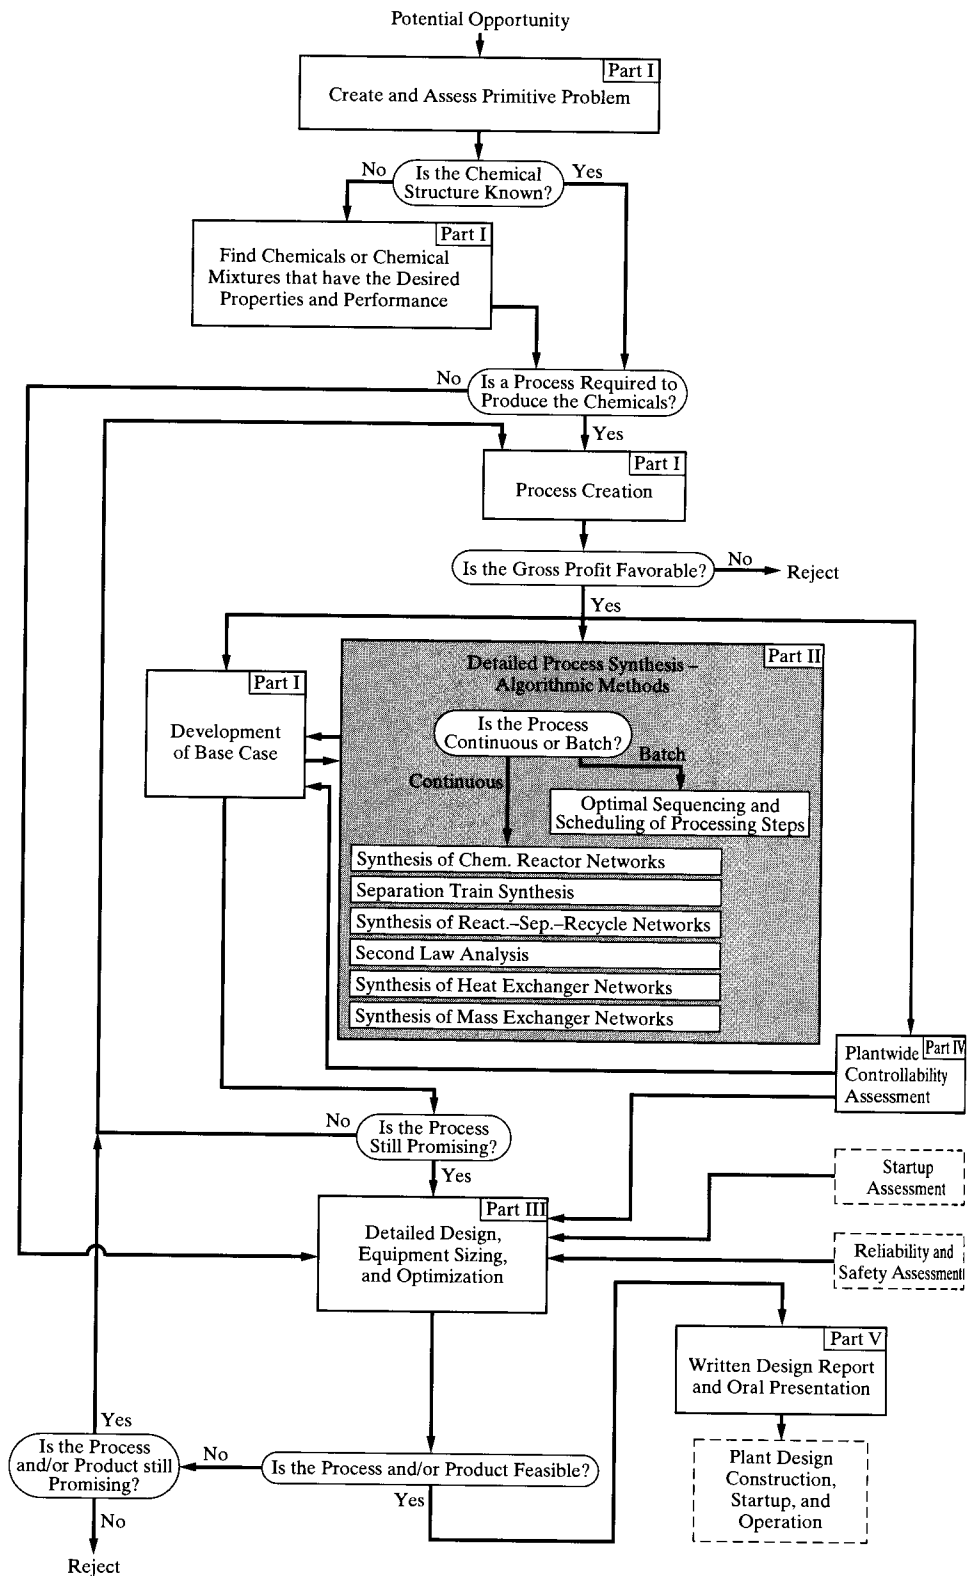 Potential Opportunity
Part I
Create and Assess Primitive Problem
No
Is the Chemical
Structure Known?
Yes
Part I
Find Chemicals or Chemical
Mixtures that have the Desired
Properties and Performance
No
Is a Process Required to
Produce the Chemicals?
Yes
Part I
Process Creation
Is the Gross Profit Favorable?
No
Reject
Yes
Part II
Detailed Process Synthesis –
Algorithmic Methods
Part I
Development
of Base Case
Is the Process
Continuous or Batch?
Batch
Continuous
Optimal Sequencing and
Scheduling of Processing Steps
Synthesis of Chem. Reactor Networks
Separation Train Synthesis
Synthesis of React.–Sep.–Recycle Networks
Second Law Analysis
Synthesis of Heat Exchanger Networks
Synthesis of Mass Exchanger Networks
Part IV
Plantwide
Controllability
Assessment
No
Is the Process
Still Promising?
Yes
Startup
Assessment
Part III
Detailed Design,
Equipment Sizing,
and Optimization
Reliability and
Safety Assessment
Part V
Written Design Report
and Oral Presentation
Yes
Is the Process
and/or Product still
Promising?
No
Is the Process and/or Product Feasible?
Yes
Plant Design
Construction,
Startup, and
Operation
No
Reject